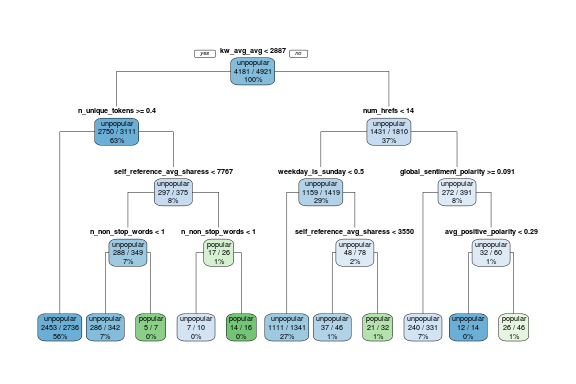 yes
kw_avg_avg < 2887
no
unpopular
4181 / 4921
100%
n_unique_tokens >= 0.4
num_hrefs < 14
unpopular
2750 / 3111
63%
unpopular
1431 / 1810
37%
self_reference_avg_sharess < 7767
weekday_is_sunday < 0.5
global_sentiment_polarity >= 0.091
unpopular
297 / 375
8%
unpopular
1159 / 1419
29%
unpopular
272 / 391
8%
n_non_stop_words < 1
n_non_stop_words < 1
self_reference_avg_sharess < 3550
avg_positive_polarity < 0.29
unpopular
288 / 349
7%
popular
17 / 26
1%
unpopular
48 / 78
2%
unpopular
32 / 60
1%
unpopular
2453 / 2736
56%
unpopular
286 / 342
7%
popular
5 / 7
0%
unpopular
7 / 10
0%
popular
14 / 16
0%
unpopular
1111 / 1341
27%
unpopular
37 / 46
1%
popular
21 / 32
1%
unpopular
240 / 331
7%
unpopular
12 / 14
0%
popular
26 / 46
1%